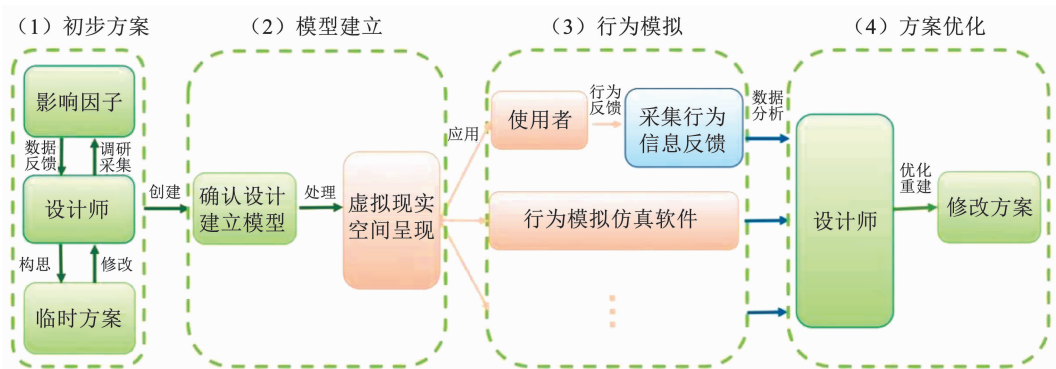 （1）初步方案
影响因子
数据
反馈
调研
采集
设计师
构思
修改
临时方案
创建
（2）模型建立
确认设计
建立模型
处理
虚拟现实
空间呈现
应用
（3）行为模拟
使用者
行为
反馈
采集行为
信息反馈
行为模拟仿真软件
数据
分析
（4）方案优化
设计师
优化
重建
修改方案